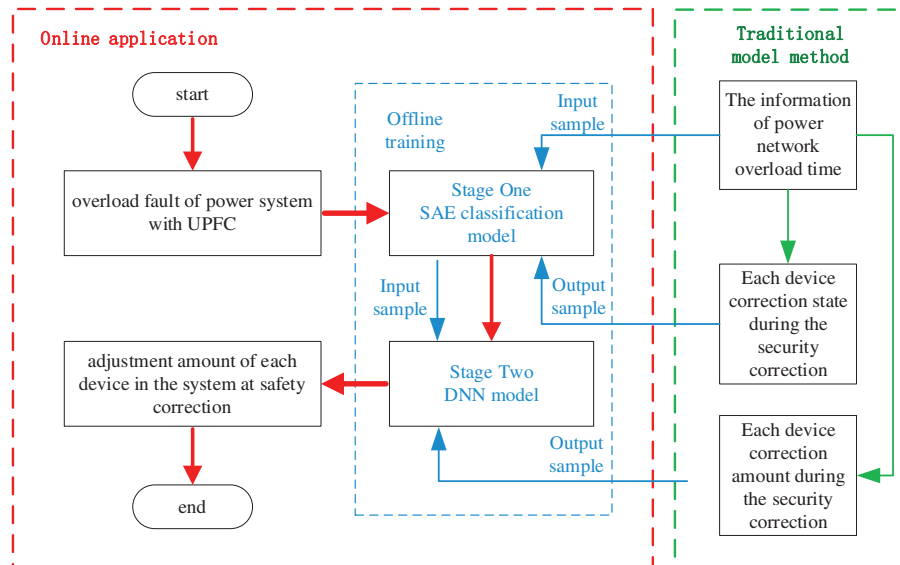 Online application
start
overload fault of power system
with UPFC
adjustment amount of each
device in the system at safety
correction
end
Offline
training
Input
sample
Stage One
SAE classification
model
Input
sample
Output
sample
Stage Two
DNN model
Output
sample
Traditional
model method
The information
of power
network
overload time
Each device
correction state
during the
security
correction
Each device
correction
amount during
the security
correction